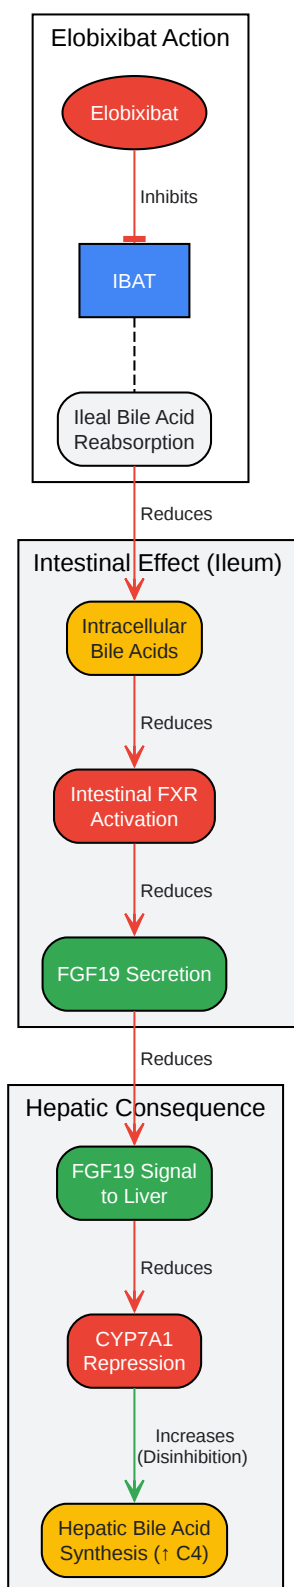 Elobixibat Action
Elobixibat
Inhibits
IBAT
Ileal Bile Acid
Reabsorption
Reduces
Intestinal Effect (Ileum)
Intracellular
Bile Acids
Reduces
Intestinal FXR
Activation
Reduces
FGF19 Secretion
Reduces
Hepatic Consequence
FGF19 Signal
to Liver
Reduces
CYP7A1
Repression
Increases
(Disinhibition)
Hepatic Bile Acid
Synthesis (↑ C4)